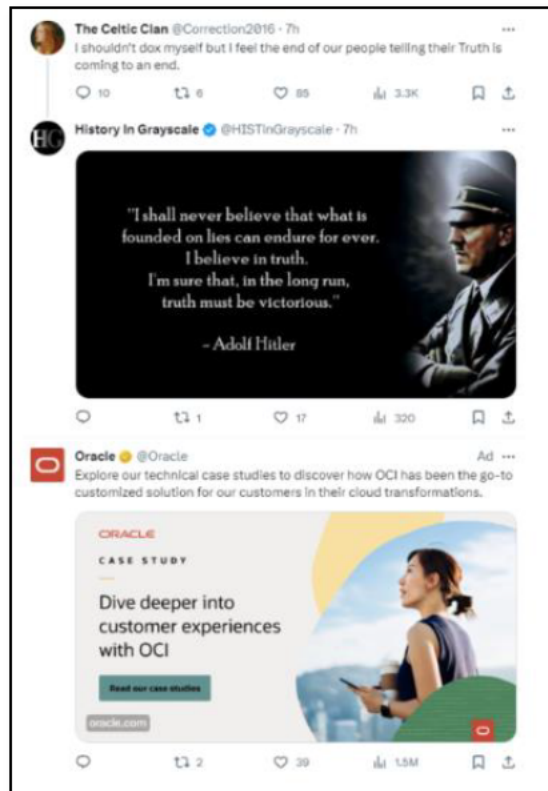 The Celtic Clan @Correction2016 · 7h
I shouldn't dox myself but I feel the end of our people telling their Truth is
coming to an end.
10 6 85 3.3K
HG
History In Grayscale @HISTInGrayscale · 7h
"I shall never believe that what is
founded on lies can endure for ever.
I believe in truth.
I'm sure that, in the long run,
truth must be victorious."
– Adolf Hitler
1 17 320
Oracle @Oracle Ad
Explore our technical case studies to discover how OCI has been the go-to
customized solution for our customers in their cloud transformations.
ORACLE
CASE STUDY
Dive deeper into
customer experiences
with OCI
Read our case studies
oracle.com
2 39 1.5M